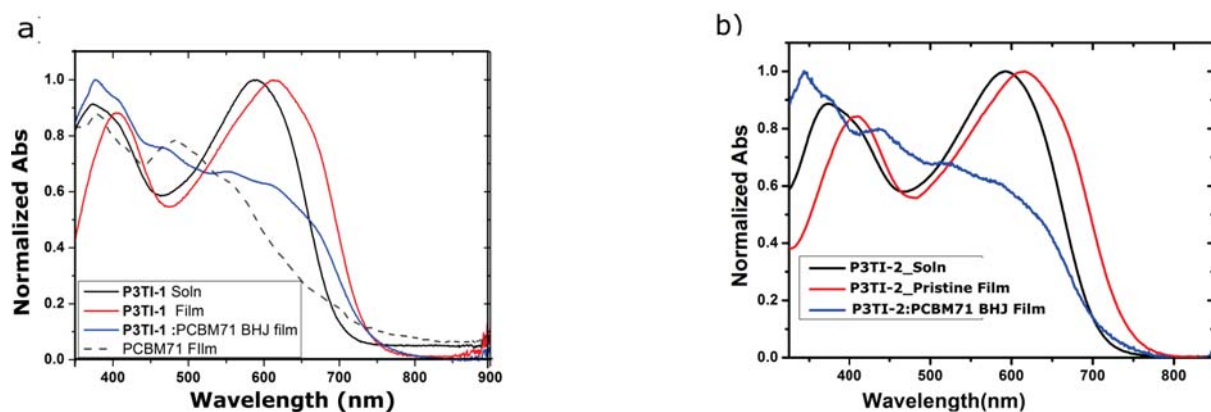 a
Normalized Abs
1.0
0.8
0.6
0.4
0.2
0.0
P3TI-1 Soln
P3TI-1 Film
P3TI-1 :PCBM71 BHJ film
PCBM71 FIlm
400 500 600 700 800 900
Wavelength (nm)
b)
Normalized Abs
1.0
0.8
0.6
0.4
0.2
0.0
P3TI-2_Soln
P3TI-2_Pristine Film
P3TI-2:PCBM71 BHJ Film
400 500 600 700 800
Wavelength(nm)